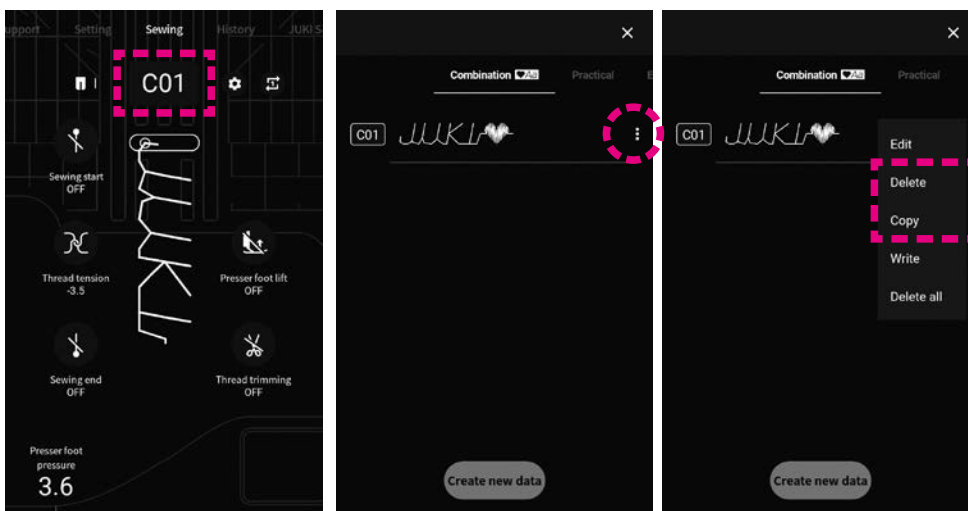 upport Setting Sewing History JUKI S
C01
Sewing start
OFF
Thread tension
-3.5
Presser foot lift
OFF
Sewing end
OFF
Thread trimming
OFF
Presser foot
pressure
3.6
Combination Practical E
C01 JUKI
Create new data
Combination Practical
C01 JUKI
Edit
Delete
Copy
Write
Delete all
Create new data